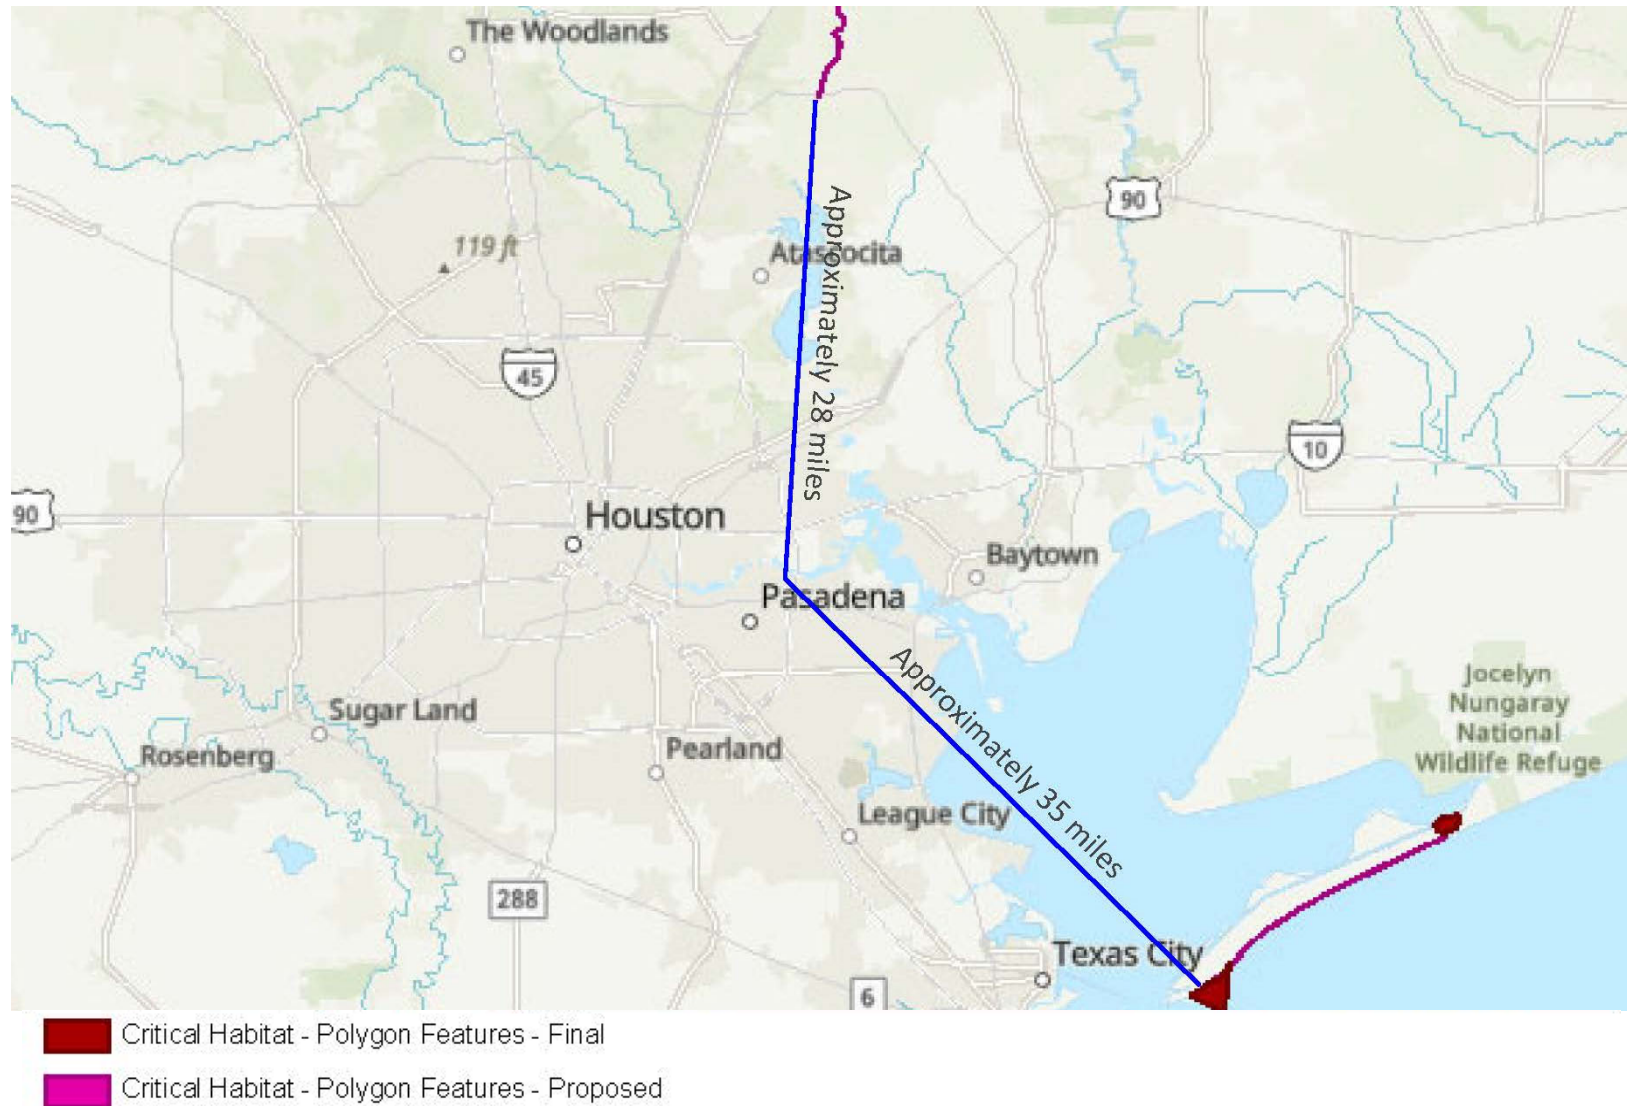 The Woodlands
90
119 ft
Atascocita
Approximately 28 miles
45
10
90
Houston
Baytown
Pasadena
Approximately 35 miles
Jocelyn
Nungaray
National
Wildlife Refuge
Sugar Land
Rosenberg
Pearland
League City
288
Texas City
6
Critical Habitat - Polygon Features - Final
Critical Habitat - Polygon Features - Proposed